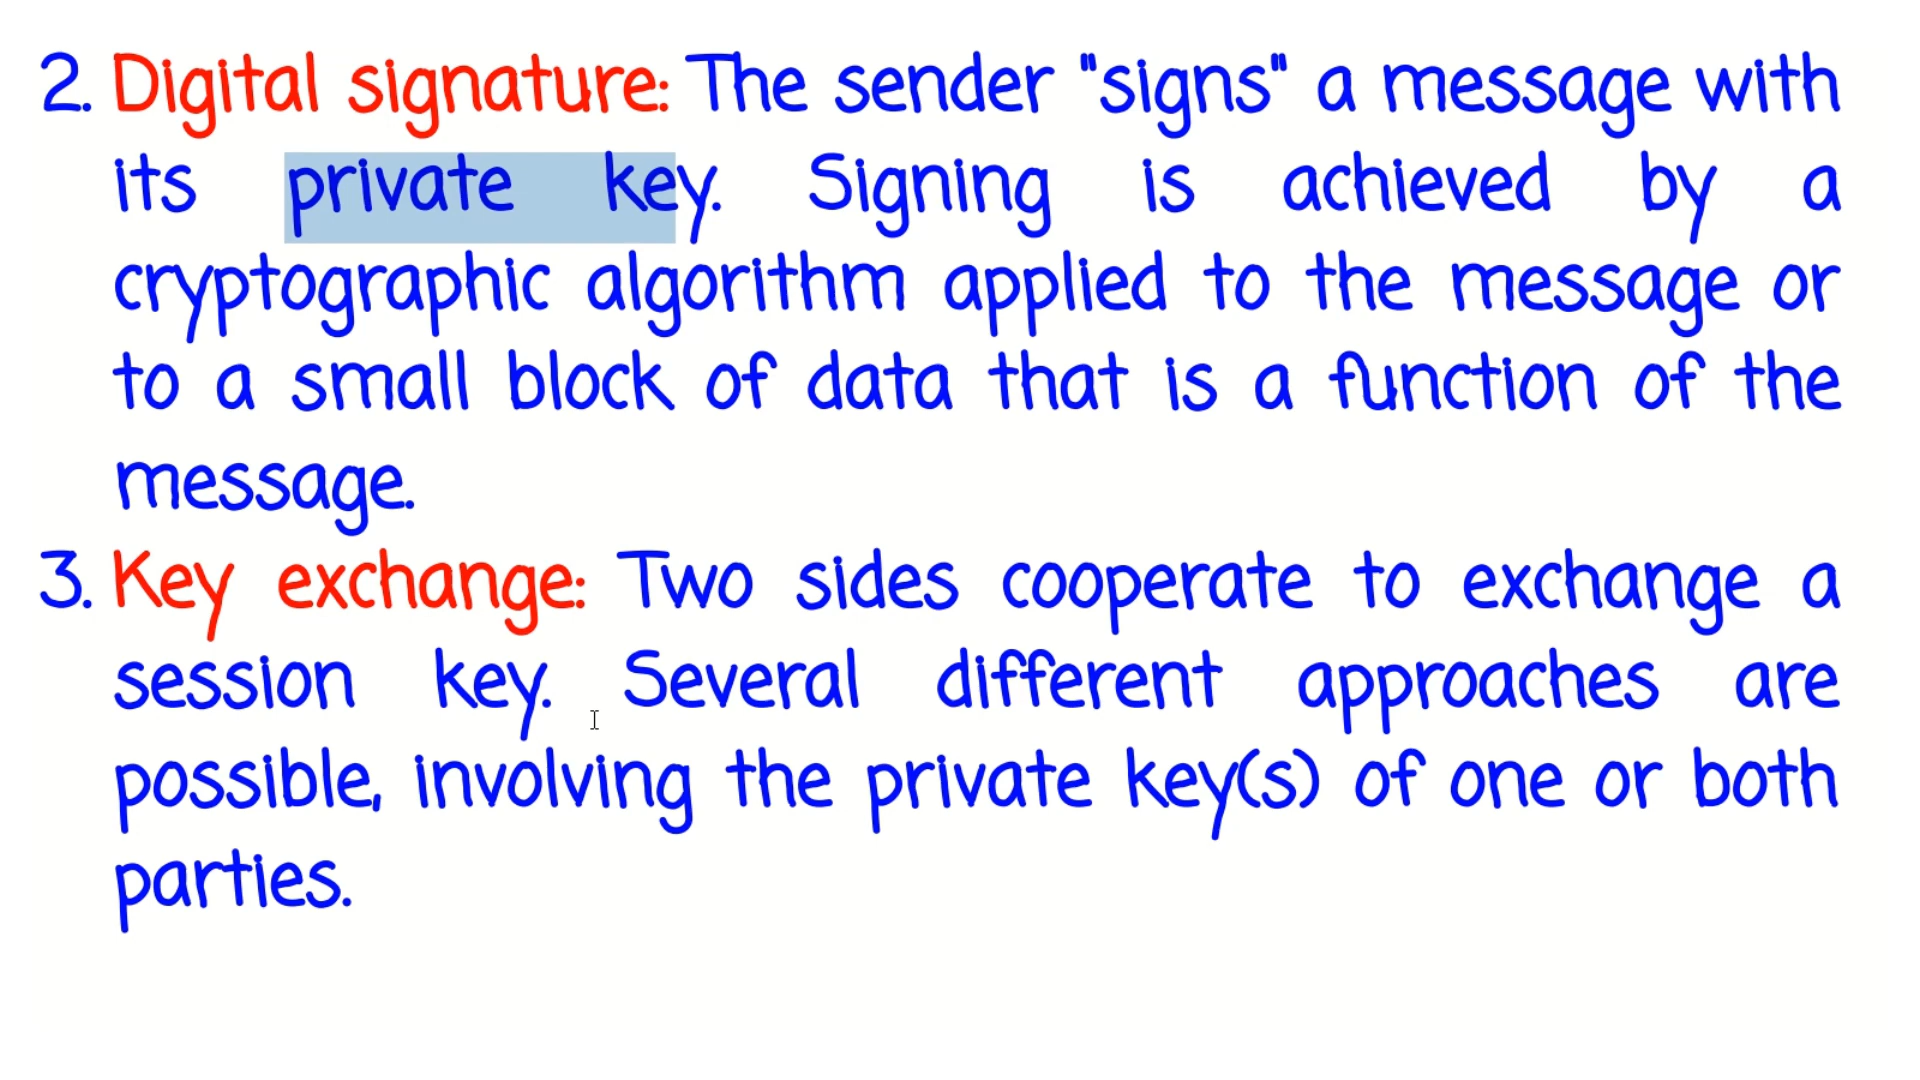 2. Digital signature: The sender "signs" a message with
its private key. Signing is achieved by a
cryptographic algorithm applied to the message or
to a small block of data that is a function of the
message.
3. Key exchange: Two sides cooperate to exchange a
session key. Several different approaches are
possible, involving the private key(s) of one or both
parties.